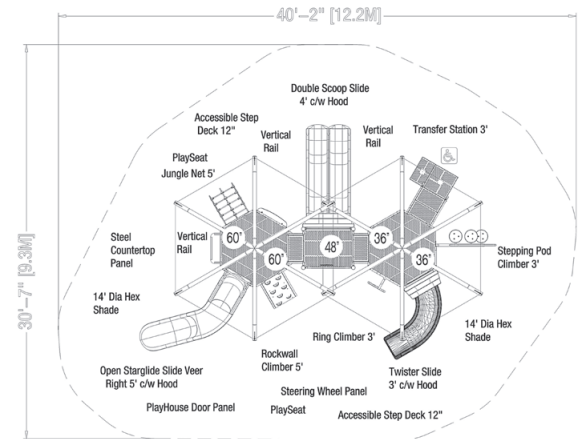 40'-2" [12.2M]
30'-7" [9.3M]
Double Scoop Slide
4' c/w Hood
Accessible Step
Deck 12"
Vertical
Rail
Vertical
Rail
Transfer Station 3'
PlaySeat
Jungle Net 5'
Steel
Countertop
Panel
Vertical
Rail
60"
60"
48"
36"
36"
Stepping Pod
Climber 3'
14' Dia Hex
Shade
14' Dia Hex
Shade
Ring Climber 3'
Rockwall
Climber 5'
Open Starglide Slide Veer
Right 5' c/w Hood
Twister Slide
3' c/w Hood
Steering Wheel Panel
PlayHouse Door Panel
PlaySeat
Accessible Step Deck 12"